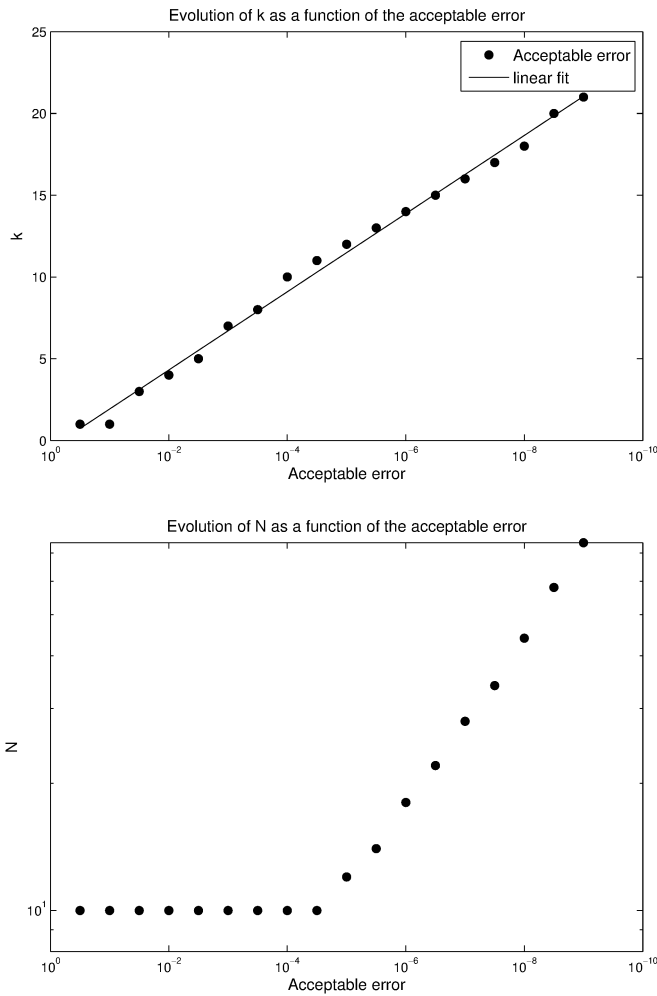 Evolution of k as a function of the acceptable error
25
20
15
10
5
0
k
Acceptable error
linear fit
10^0 10^−2 10^−4 10^−6 10^−8 10^−10
Acceptable error
Evolution of N as a function of the acceptable error
N
10^1
10^0 10^−2 10^−4 10^−6 10^−8 10^−10
Acceptable error